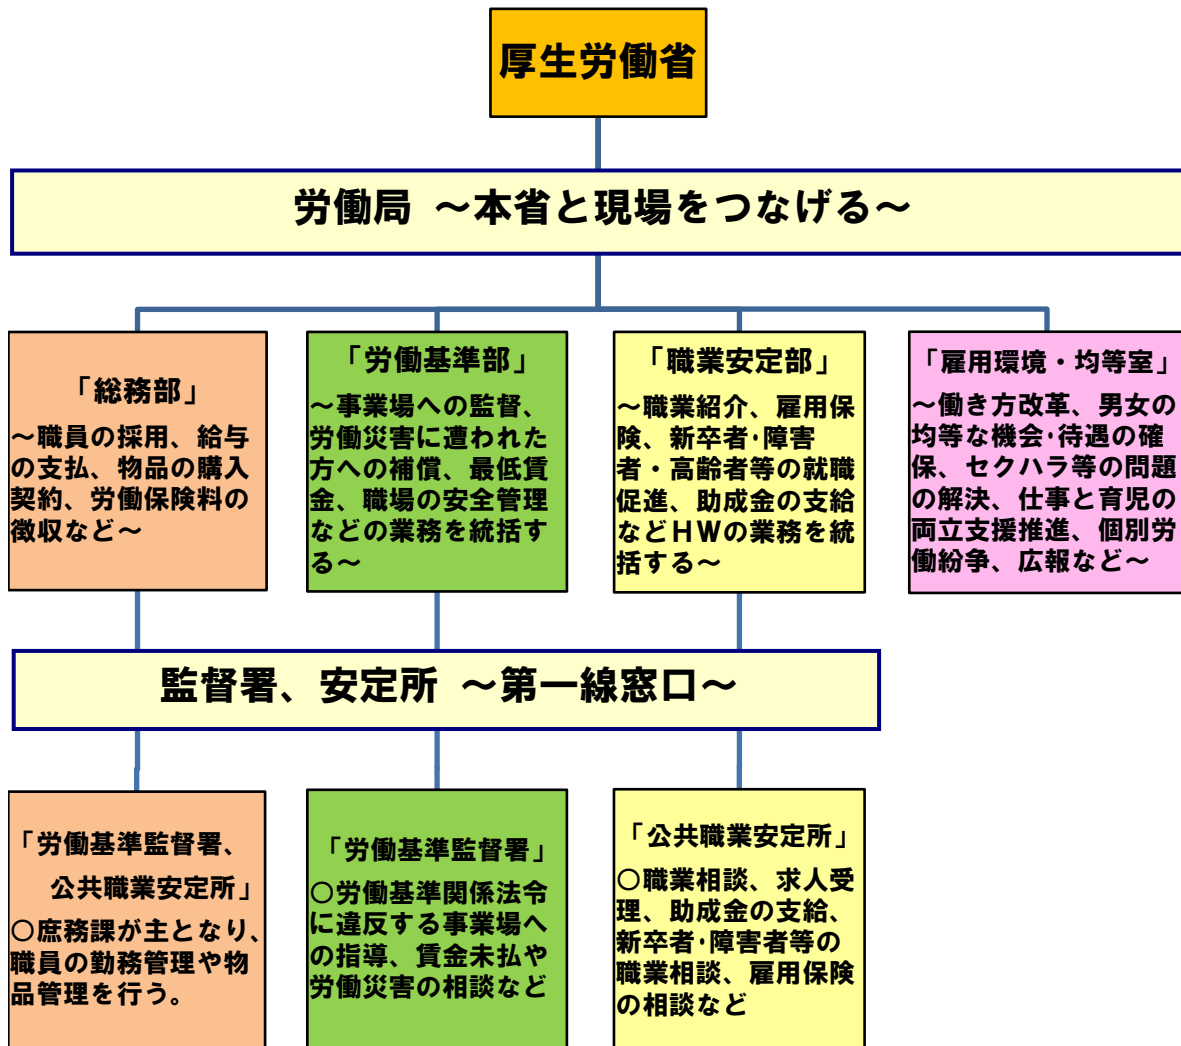 厚生労働省
労働局 ～本省と現場をつなげる～
「総務部」
～職員の採用、給与
の支払、物品の購入
契約、労働保険料の
徴収など～
「労働基準部」
～事業場への監督、
労働災害に遭われた
方への補償、最低賃
金、職場の安全管理
などの業務を統括す
る～
「職業安定部」
～職業紹介、雇用保
険、新卒者･障害
者・高齢者等の就職
促進、助成金の支給
などＨＷの業務を統
括する～
「雇用環境・均等室」
～働き方改革、男女の
均等な機会･待遇の確
保、セクハラ等の問題
の解決、仕事と育児の
両立支援推進、個別労
働紛争、広報など～
監督署、安定所 ～第一線窓口～
「労働基準監督署、
公共職業安定所」
○庶務課が主となり、
職員の勤務管理や物
品管理を行う。
「労働基準監督署」
○労働基準関係法令
に違反する事業場へ
の指導、賃金未払や
労働災害の相談など
「公共職業安定所」
○職業相談、求人受
理、助成金の支給、
新卒者･障害者等の
職業相談、雇用保険
の相談など